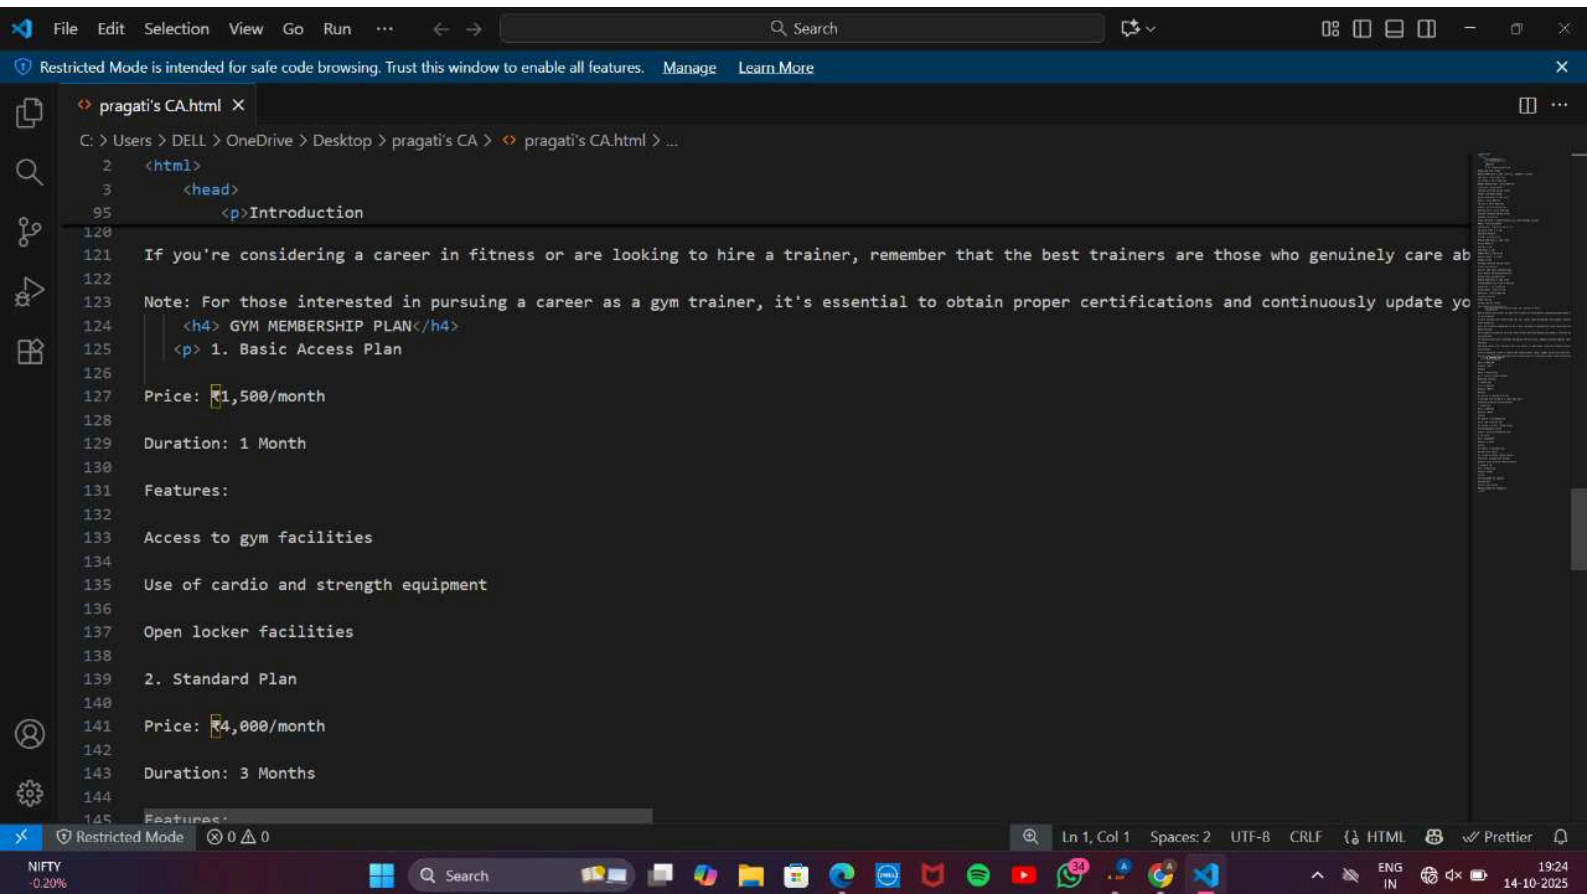 File Edit Selection View Go Run ··· Search
Restricted Mode is intended for safe code browsing. Trust this window to enable all features. Manage Learn More
pragati's CA.html
C: > Users > DELL > OneDrive > Desktop > pragati's CA > pragati's CA.html > ...
2 <html>
3 <head>
95 <p>Introduction
120
121 If you're considering a career in fitness or are looking to hire a trainer, remember that the best trainers are those who genuinely care ab
122
123 Note: For those interested in pursuing a career as a gym trainer, it's essential to obtain proper certifications and continuously update yo
124 <h4> GYM MEMBERSHIP PLAN</h4>
125 <p> 1. Basic Access Plan
126
127 Price: ₹1,500/month
128
129 Duration: 1 Month
130
131 Features:
132
133 Access to gym facilities
134
135 Use of cardio and strength equipment
136
137 Open locker facilities
138
139 2. Standard Plan
140
141 Price: ₹4,000/month
142
143 Duration: 3 Months
144
145 Features:
Restricted Mode 0 0 Ln 1, Col 1 Spaces: 2 UTF-8 CRLF HTML Prettier
NIFTY
-0.20%
Search
34
ENG
IN
19:24
14-10-2025